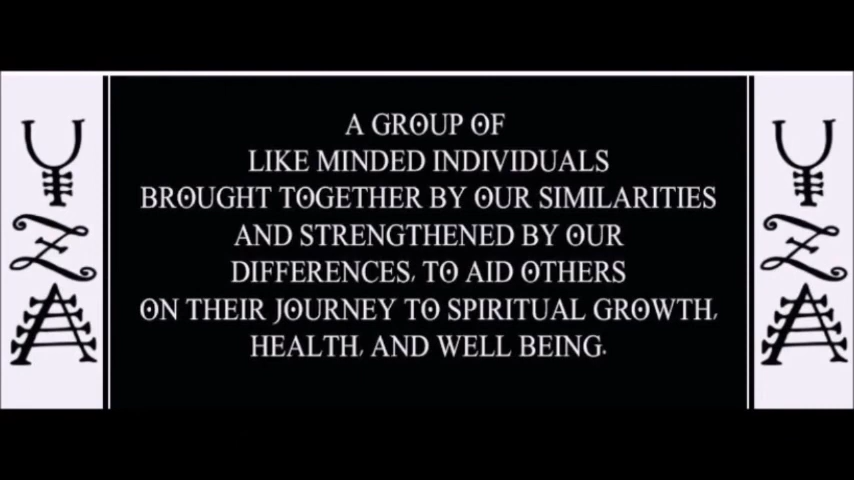 A GROUP OF
LIKE MINDED INDIVIDUALS
BROUGHT TOGETHER BY OUR SIMILARITIES
AND STRENGTHENED BY OUR
DIFFERENCES, TO AID OTHERS
ON THEIR JOURNEY TO SPIRITUAL GROWTH,
HEALTH, AND WELL BEING.